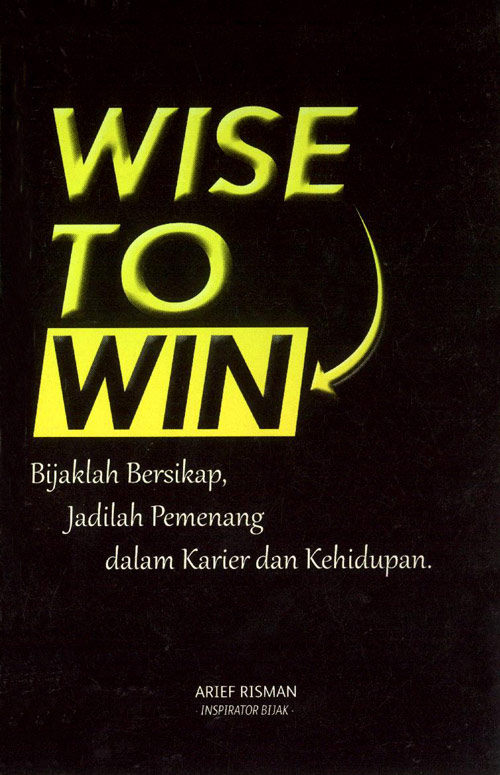 WISE
TO
WIN
Bijaklah Bersikap,
Jadilah Pemenang
dalam Karier dan Kehidupan.
ARIEF RISMAN
- INSPIRATOR BIJAK -